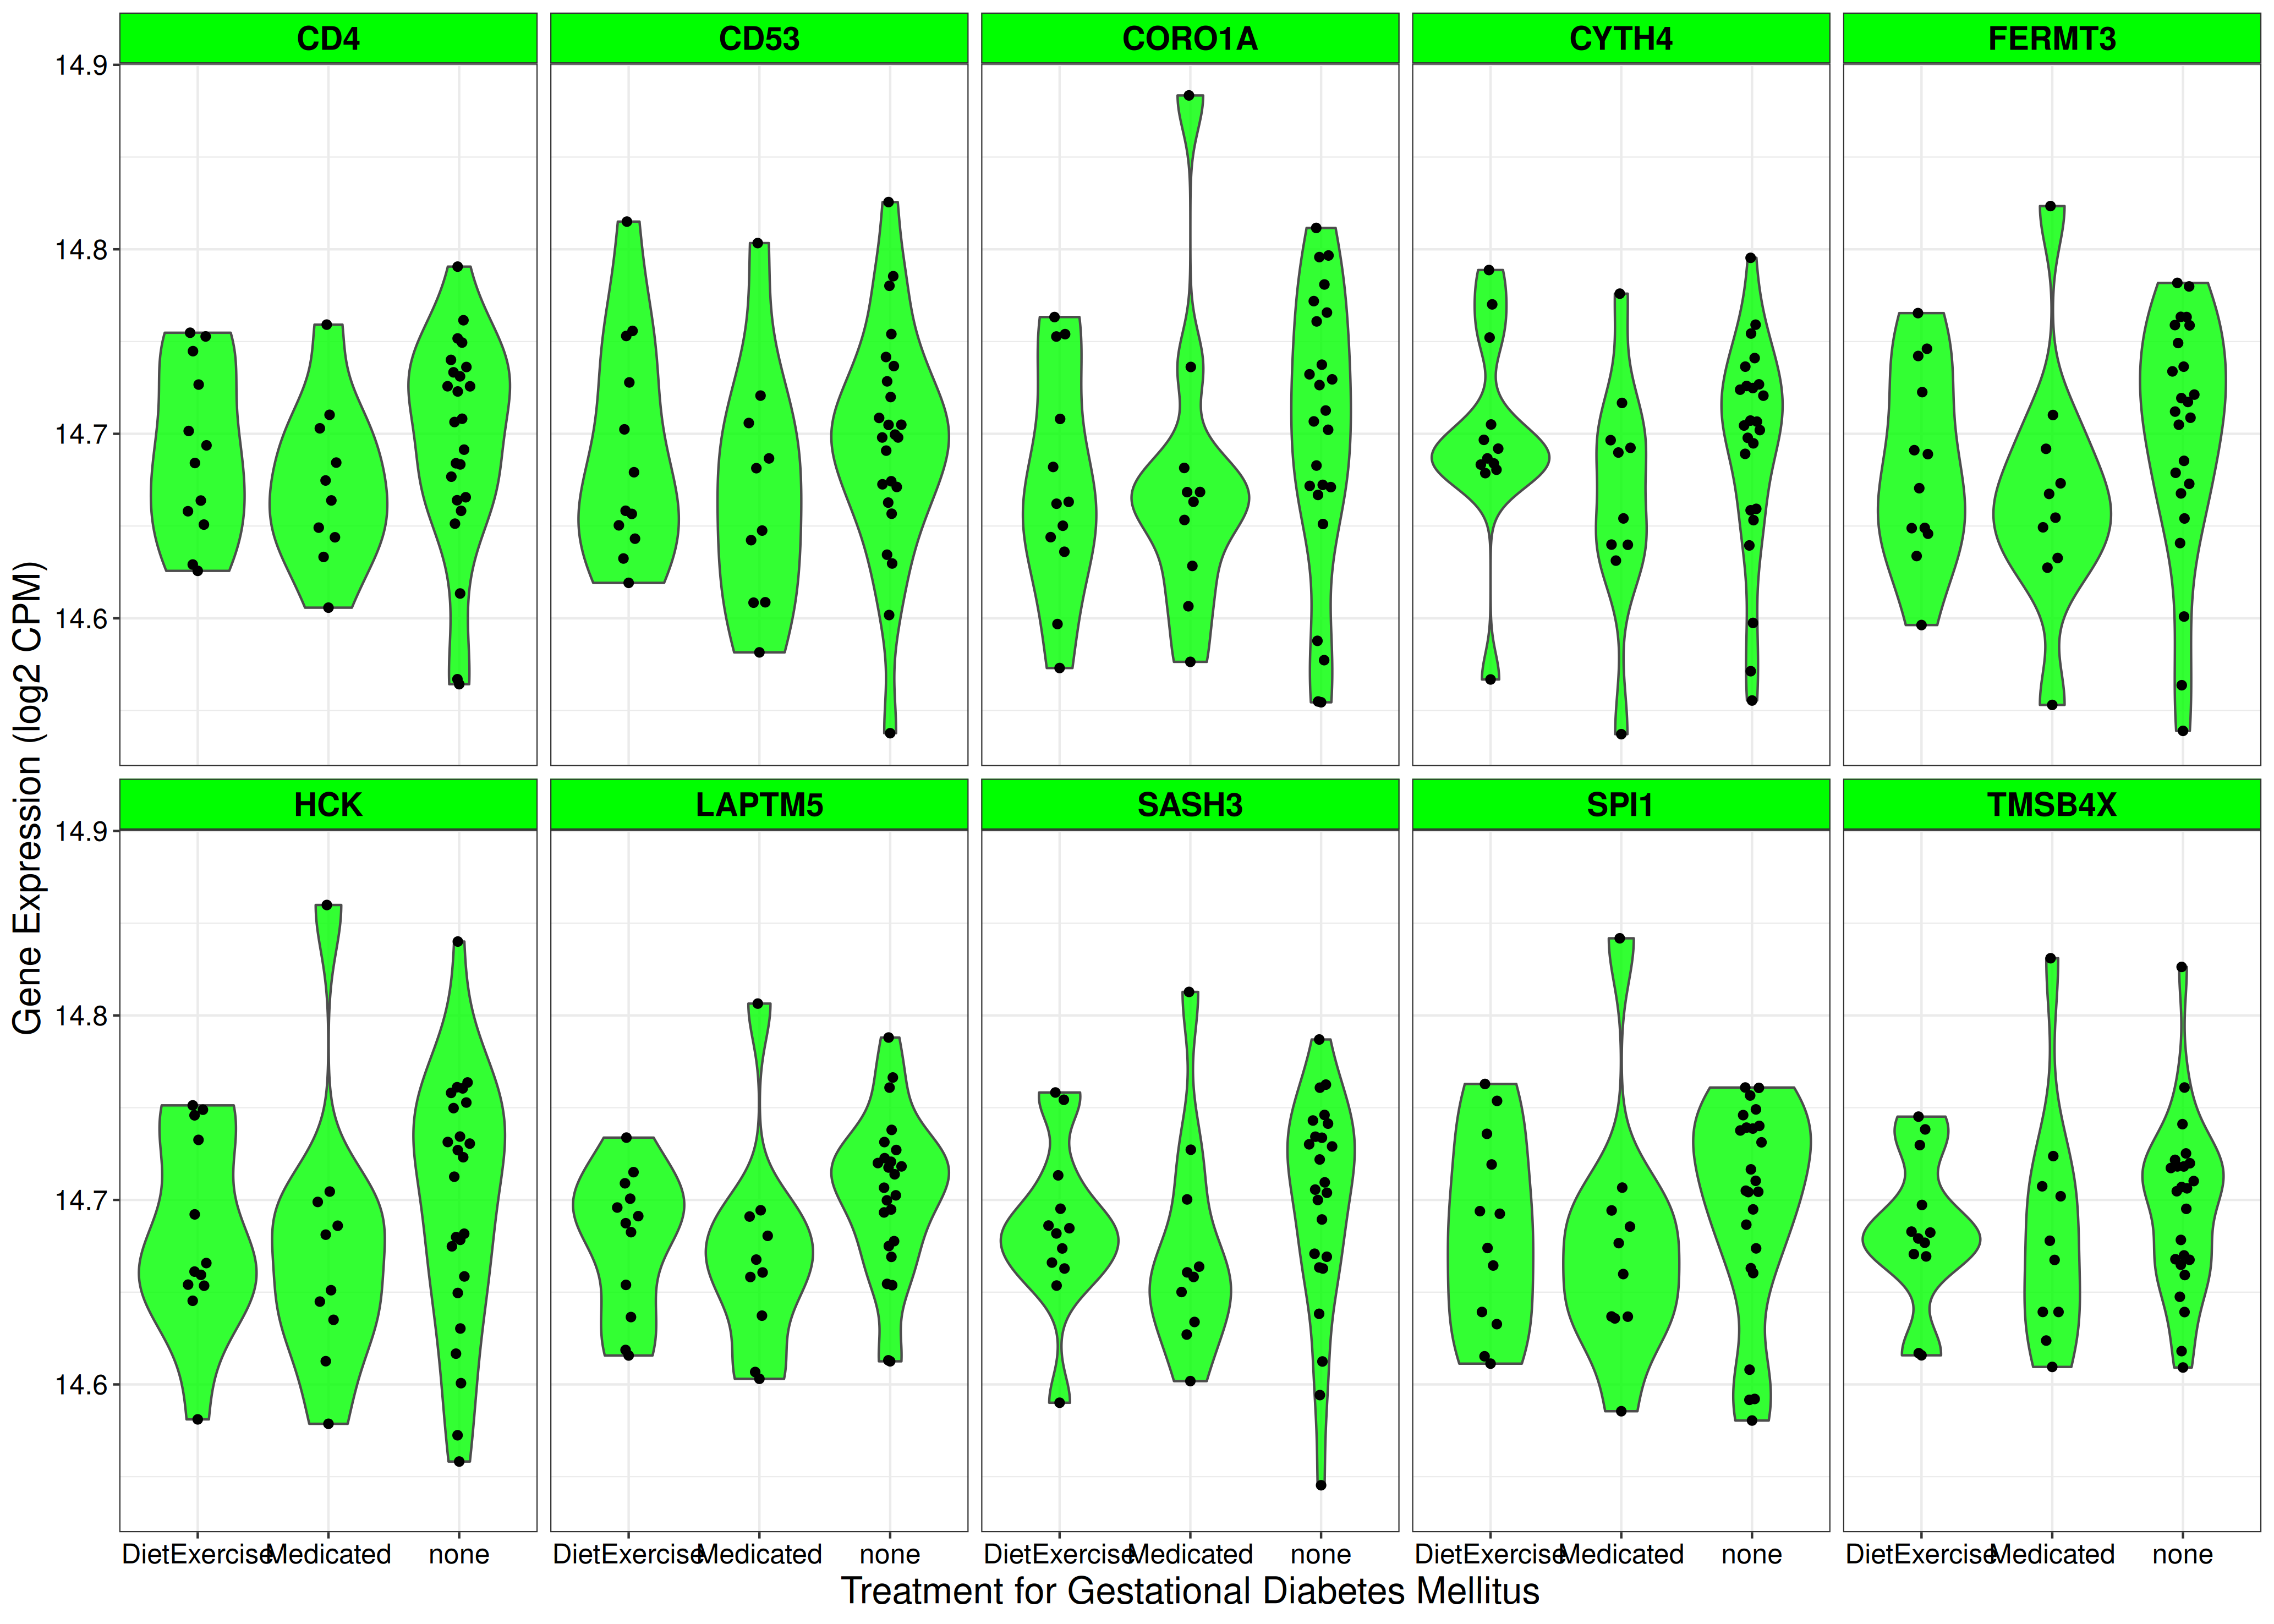 CD4 CD53 CORO1A CYTH4 FERMT3
14.9
14.8
14.7
14.6
HCK LAPTM5 SASH3 SPI1 TMSB4X
14.9
14.8
14.7
14.6
Gene Expression (log2 CPM)
DietExercise Medicated none DietExercise Medicated none DietExercise Medicated none DietExercise Medicated none DietExercise Medicated none
Treatment for Gestational Diabetes Mellitus